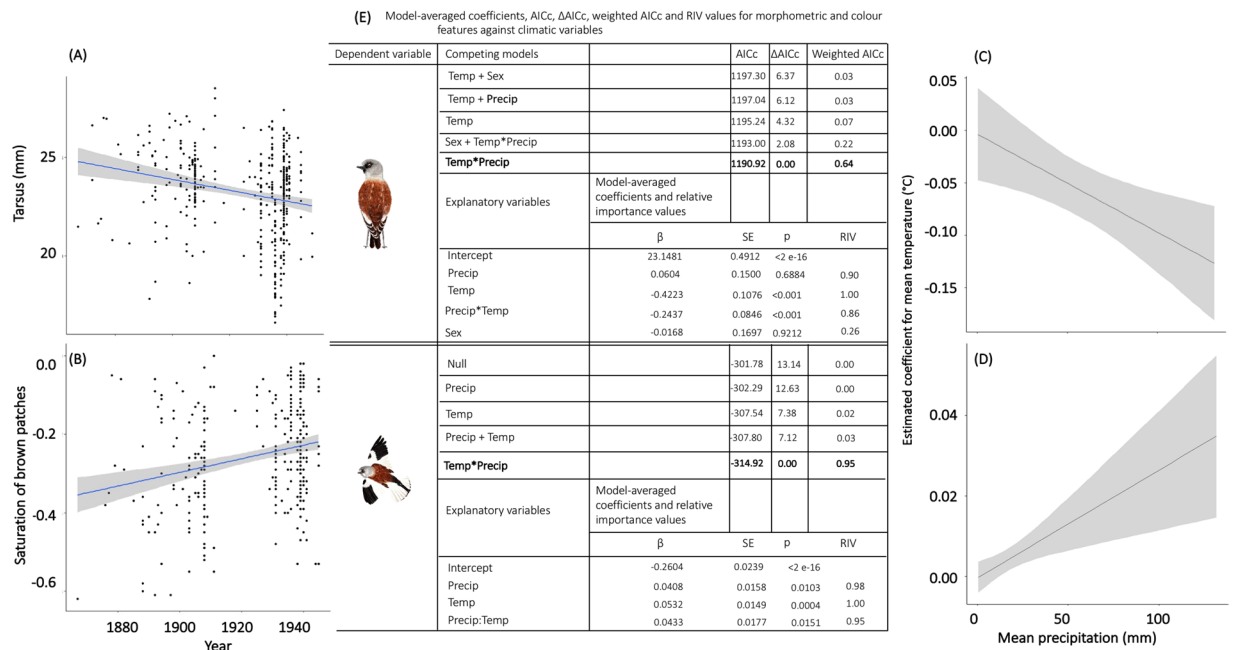 (E) Model-averaged coefficients, AICc, ΔAICc, weighted AICc and RIV values for morphometric and colour
features against climatic variables
(A)
Tarsus (mm)
25
20
1880 1900 1920 1940
(B)
Saturation of brown patches
0.0
-0.2
-0.4
-0.6
1880 1900 1920 1940
Year
Dependent variable Competing models AICc ΔAICc Weighted AICc
Temp + Sex 1197.30 6.37 0.03
Temp + Precip 1197.04 6.12 0.03
Temp 1195.24 4.32 0.07
Sex + Temp*Precip 1193.00 2.08 0.22
Temp*Precip 1190.92 0.00 0.64
Explanatory variables
Model-averaged
coefficients and relative
importance values
β SE p RIV
Intercept 23.1481 0.4912 <2 e-16
Precip 0.0604 0.1500 0.6884 0.90
Temp -0.4223 0.1076 <0.001 1.00
Precip*Temp -0.2437 0.0846 <0.001 0.86
Sex -0.0168 0.1697 0.9212 0.26
Null -301.78 13.14 0.00
Precip -302.29 12.63 0.00
Temp -307.54 7.38 0.02
Precip + Temp -307.80 7.12 0.03
Temp*Precip -314.92 0.00 0.95
Explanatory variables
Model-averaged
coefficients and relative
importance values
β SE p RIV
Intercept -0.2604 0.0239 <2 e-16
Precip 0.0408 0.0158 0.0103 0.98
Temp 0.0532 0.0149 0.0004 1.00
Precip:Temp 0.0433 0.0177 0.0151 0.95
(C)
Estimated coefficient for mean temperature (°C)
0.05
0.00
-0.05
-0.10
-0.15
(D)
0.04
0.02
0.00
0 50 100
Mean precipitation (mm)